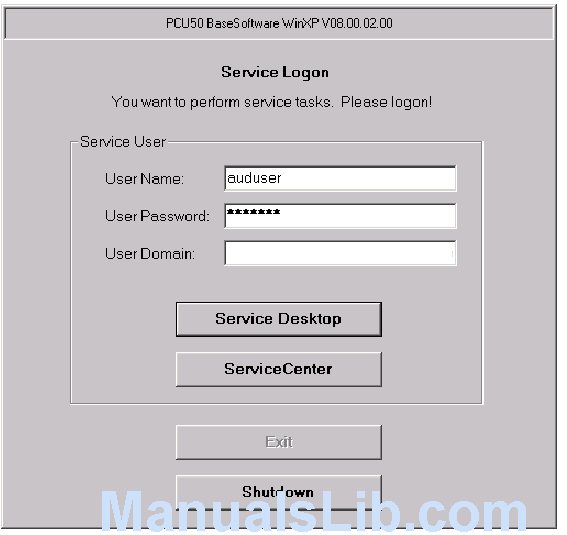 PCU50 BaseSoftware WinXP V08.00.02.00
Service Logon
You want to perform service tasks. Please logon!
Service User
User Name: auduser
User Password: *******
User Domain:
Service Desktop
ServiceCenter
Exit
Shutdown
ManualsLib.com